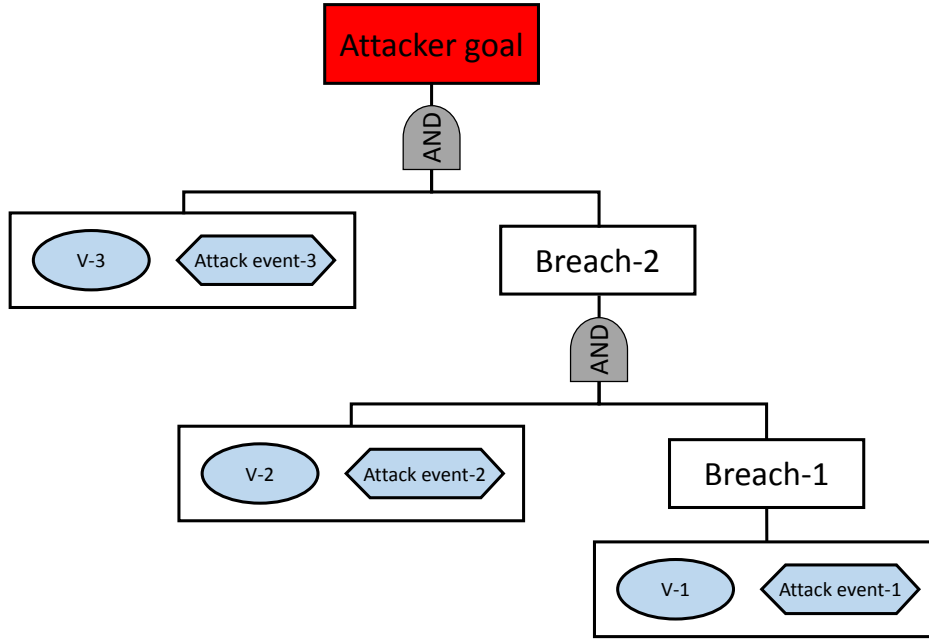 Attacker goal
AND
V-3
Attack event-3
Breach-2
AND
V-2
Attack event-2
Breach-1
V-1
Attack event-1